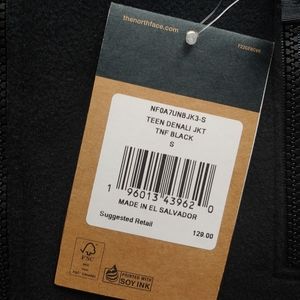 thenorthface.com
NF0A7UNBJK3-S
TEEN DENALI JKT
TNF BLACK
S
1 96013 43962 0
MADE IN EL SALVADOR
Suggested Retail
129.00
FSC
PRINTED WITH
SOY INK